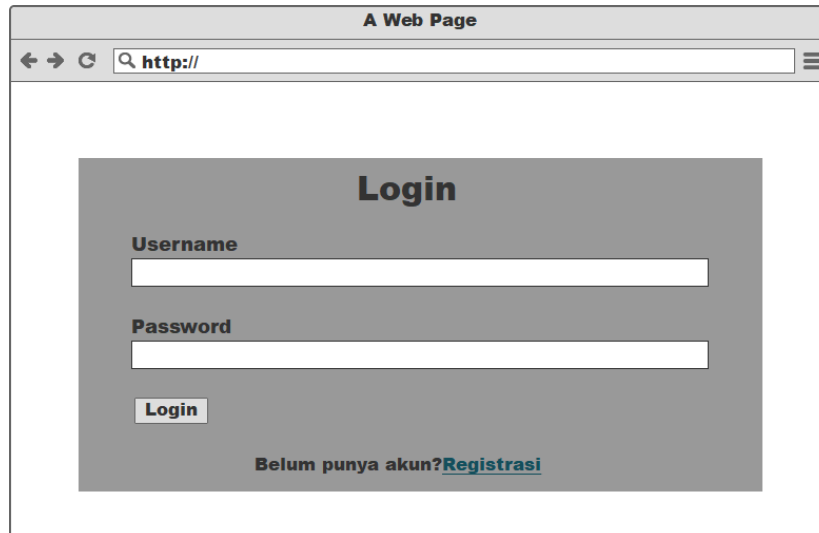 A Web Page
http://
Login
Username
Password
Login
Belum punya akun?Registrasi